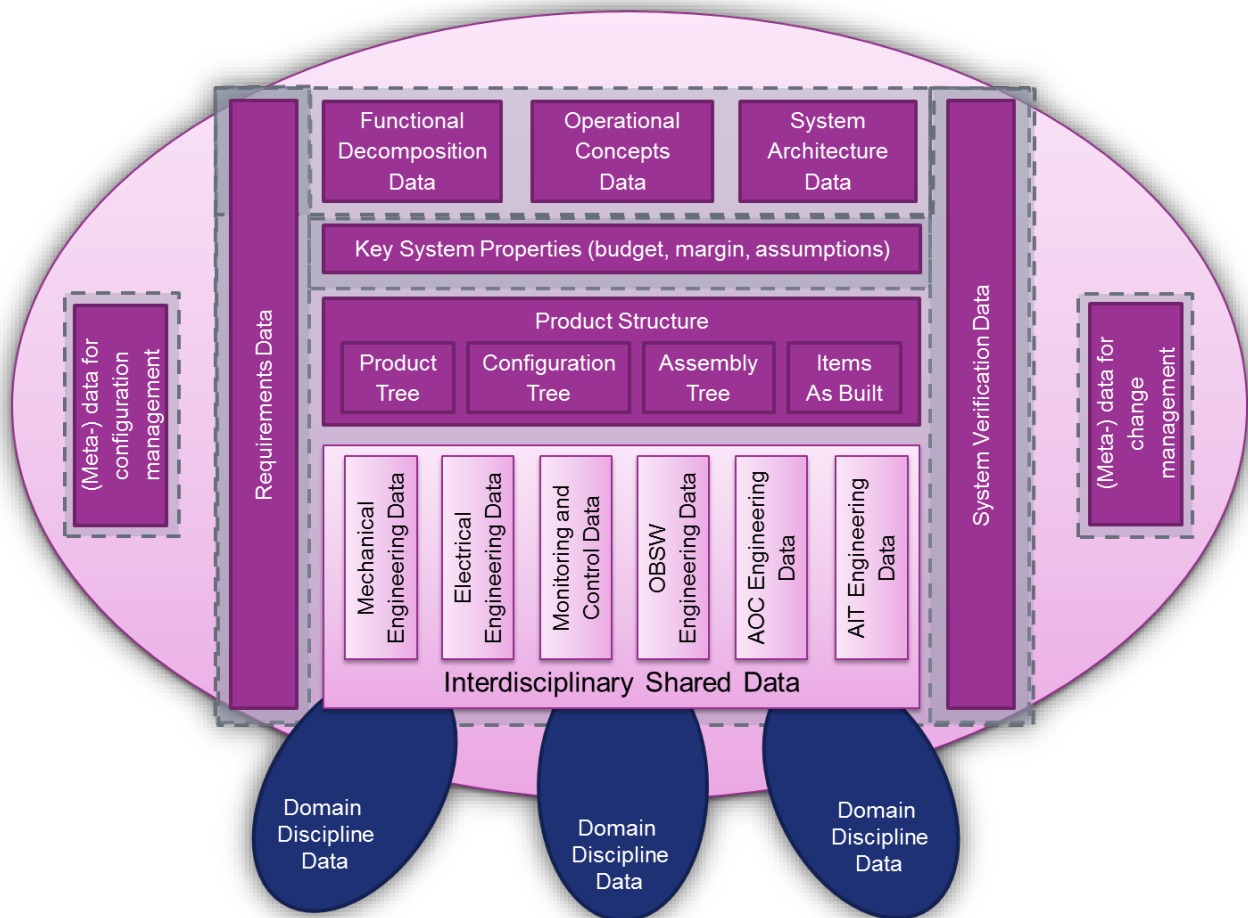 Functional
Decomposition
Data
Operational
Concepts
Data
System
Architecture
Data
Key System Properties (budget, margin, assumptions)
Product Structure
Product
Tree
Configuration
Tree
Assembly
Tree
Items
As Built
(Meta-) data for
configuration
management
Requirements Data
System Verification Data
(Meta-) data for
change
management
Mechanical
Engineering Data
Electrical
Engineering Data
Monitoring and
Control Data
OBSW
Engineering Data
AOC Engineering
Data
AIT Engineering
Data
Interdisciplinary Shared Data
Domain
Discipline
Data
Domain
Discipline
Data
Domain
Discipline
Data